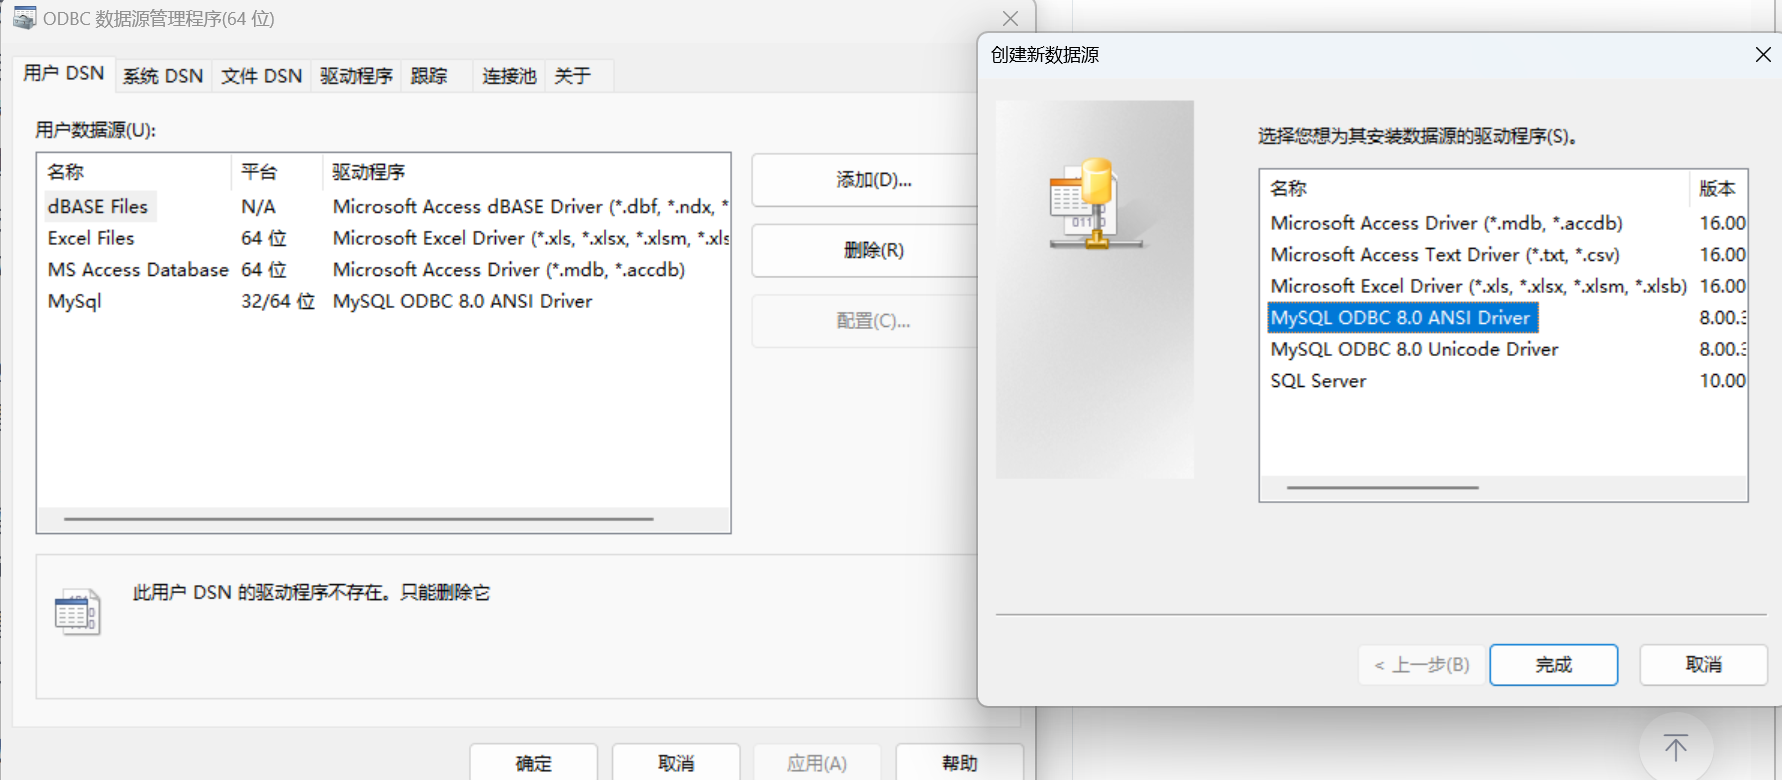 ODBC 数据源管理程序(64 位)
用户 DSN 系统 DSN 文件 DSN 驱动程序 跟踪 连接池 关于
用户数据源(U):
名称 平台 驱动程序
dBASE Files N/A Microsoft Access dBASE Driver (*.dbf, *.ndx, *
Excel Files 64 位 Microsoft Excel Driver (*.xls, *.xlsx, *.xlsm, *.xls
MS Access Database 64 位 Microsoft Access Driver (*.mdb, *.accdb)
MySql 32/64 位 MySQL ODBC 8.0 ANSI Driver
添加(D)...
删除(R)
配置(C)...
此用户 DSN 的驱动程序不存在。只能删除它
确定 取消 应用(A) 帮助
创建新数据源
选择您想为其安装数据源的驱动程序(S)。
名称 版本
Microsoft Access Driver (*.mdb, *.accdb) 16.00
Microsoft Access Text Driver (*.txt, *.csv) 16.00
Microsoft Excel Driver (*.xls, *.xlsx, *.xlsm, *.xlsb) 16.00
MySQL ODBC 8.0 ANSI Driver 8.00.3
MySQL ODBC 8.0 Unicode Driver 8.00.3
SQL Server 10.00
< 上一步(B) 完成 取消